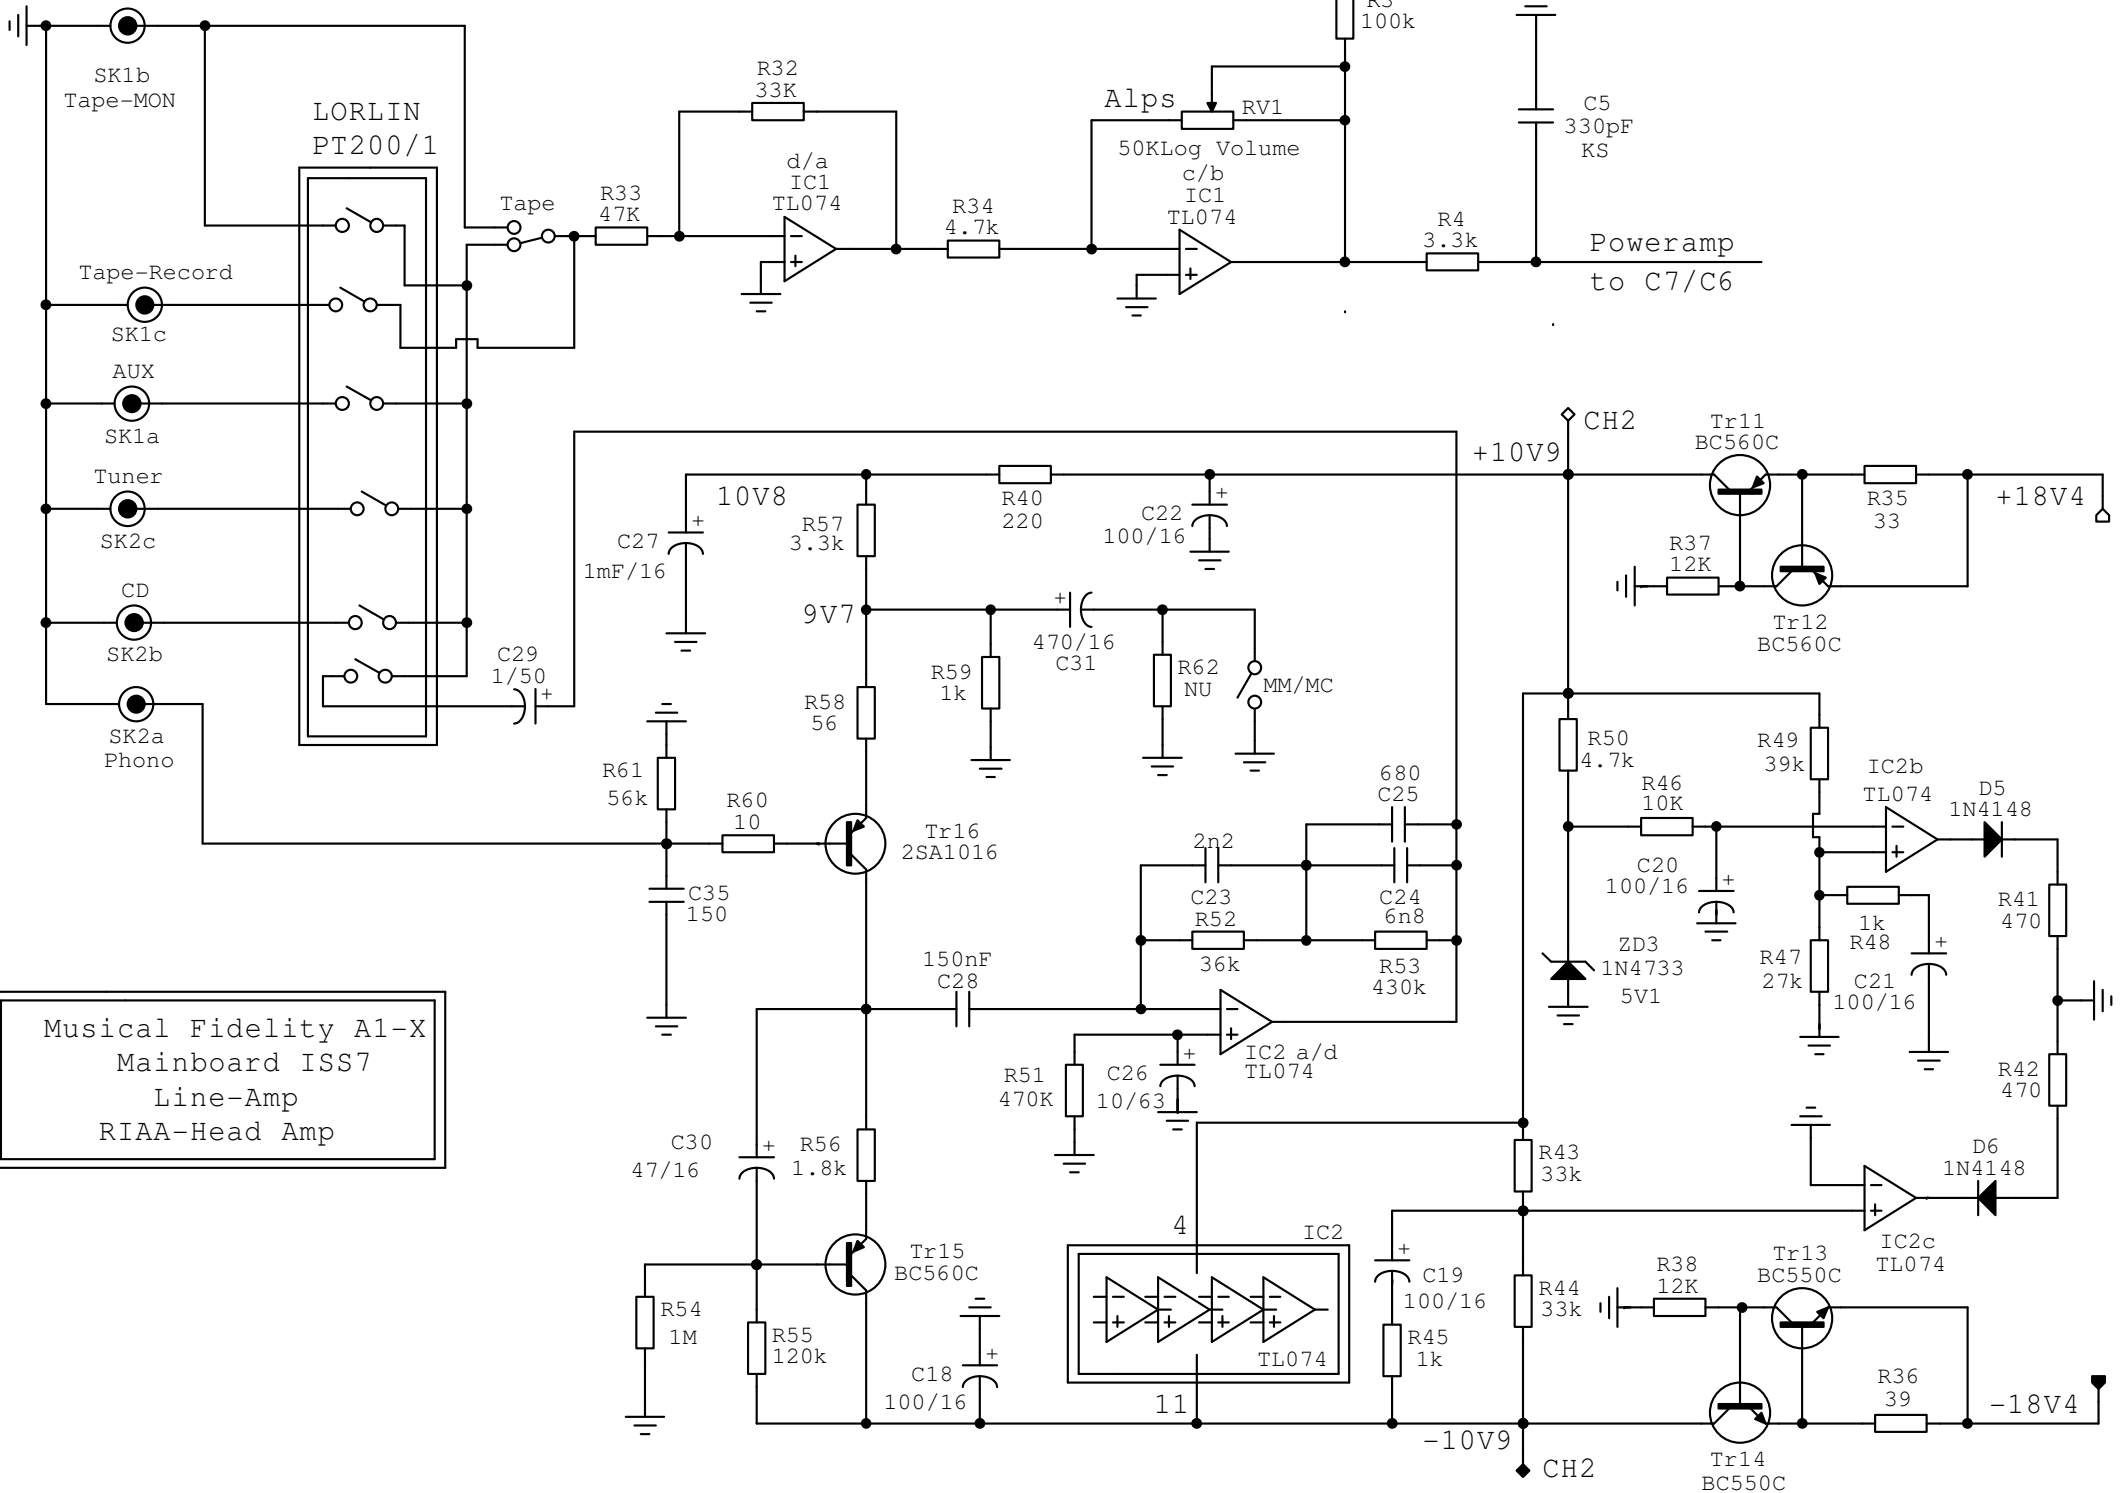 SK1b
Tape-MON
LORLIN
PT200/1
Tape-Record
SK1c
AUX
SK1a
Tuner
SK2c
CD
SK2b
SK2a
Phono
Tape
R33
47K
R32
33K
d/a
IC1
TL074
R34
4.7k
Alps
RV1
50KLog Volume
c/b
IC1
TL074
100k
R4
3.3k
C5
330pF
KS
Poweramp
to C7/C6
C29
1/50
+
10V8
C27
1mF/16
+
R57
3.3k
R40
220
C22
100/16
+
9V7
R58
56
R59
1k
+
470/16
C31
R62
NU
MM/MC
R61
56k
R60
10
Tr16
2SA1016
C35
150
680
C25
2n2
C23
R52
36k
C24
6n8
R53
430k
150nF
C28
IC2 a/d
TL074
R51
470K
C26
10/63
+
C30
47/16
+
R56
1.8k
Tr15
BC560C
R54
1M
R55
120k
C18
100/16
+
4
IC2
TL074
11
+10V9
CH2
Tr11
BC560C
R35
33
+18V4
R37
12K
Tr12
BC560C
R50
4.7k
R49
39k
IC2b
TL074
D5
1N4148
R46
10K
C20
100/16
+
ZD3
1N4733
5V1
1k
R48
R47
27k
C21
100/16
+
R41
470
R42
470
R43
33k
D6
1N4148
IC2c
TL074
C19
100/16
+
R45
1k
R44
33k
R38
12K
Tr13
BC550C
R36
39
-18V4
-10V9
CH2
Tr14
BC550C
Musical Fidelity A1-X
Mainboard ISS7
Line-Amp
RIAA-Head Amp